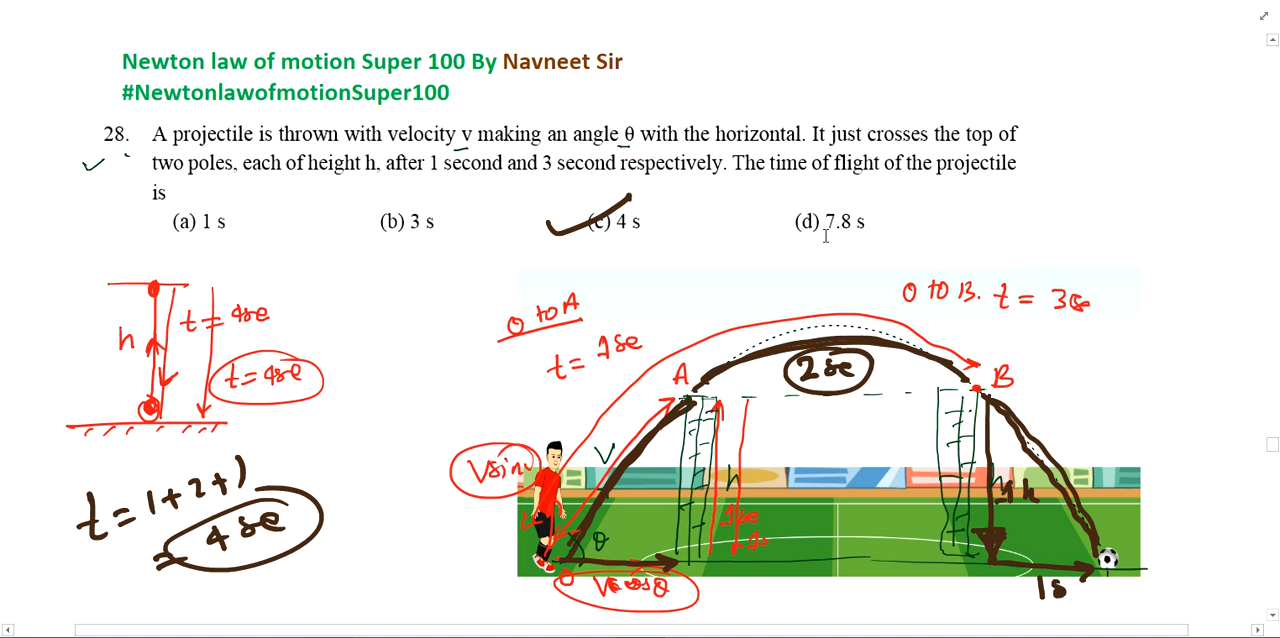 Newton law of motion Super 100 By Navneet Sir
#NewtonlawofmotionSuper100
28. A projectile is thrown with velocity v making an angle θ with the horizontal. It just crosses the top of
two poles, each of height h, after 1 second and 3 second respectively. The time of flight of the projectile
is
(a) 1 s (b) 3 s (c) 4 s (d) 7.8 s
O to A
t = 1se
O to B. t = 3se
h
t = 4se
t = 4se
A
2se
B
Vsin
V
h
h
θ
O
Vcosθ
1s
t = 1+2+1
= 4se